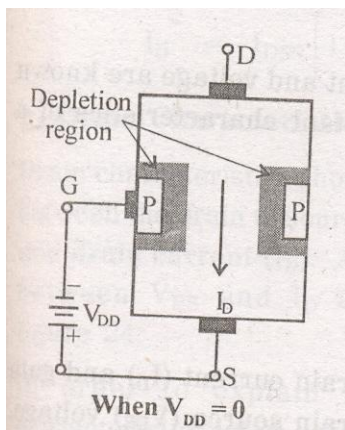 D
Depletion
region
G
P
P
I_D
−
V_DD
+
S
When V_DD = 0